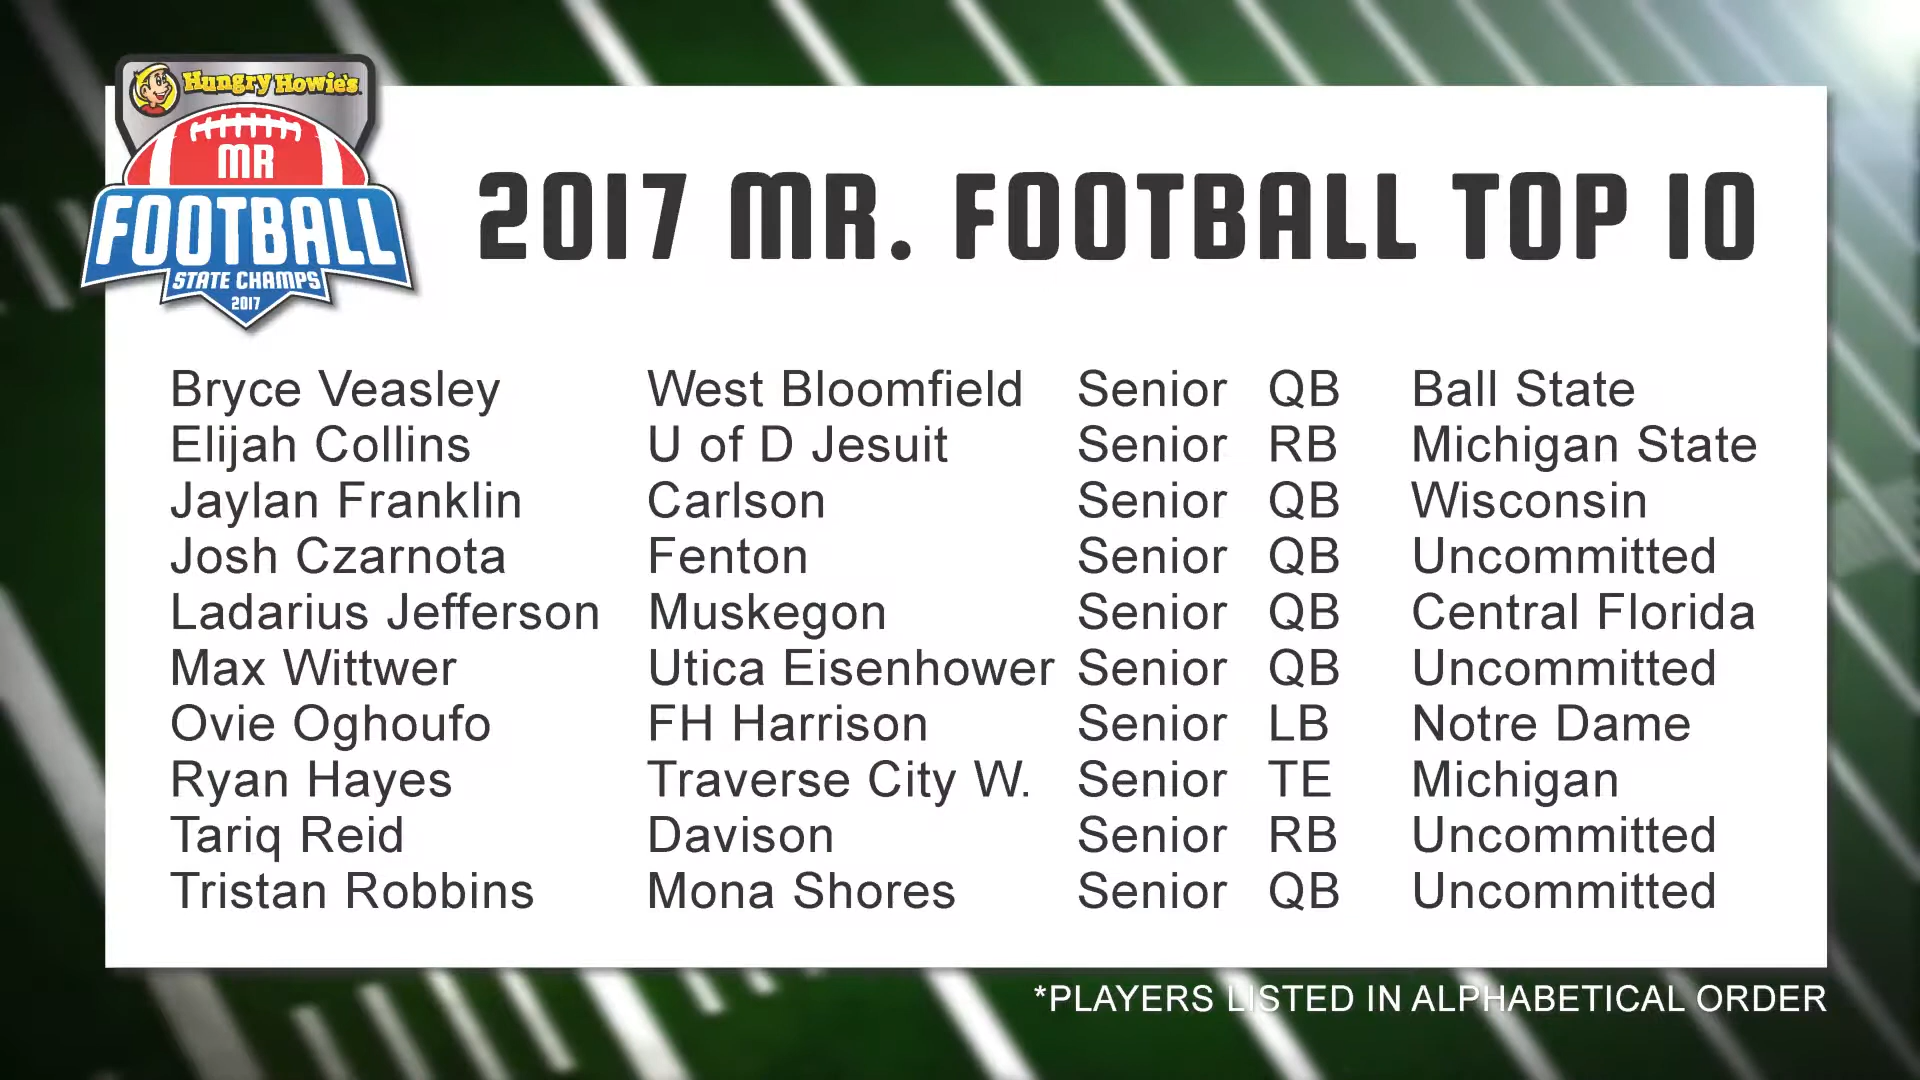 Hungry Howie's
MR
FOOTBALL
STATE CHAMPS
2017
2017 MR. FOOTBALL TOP 10
Bryce Veasley West Bloomfield Senior QB Ball State
Elijah Collins U of D Jesuit Senior RB Michigan State
Jaylan Franklin Carlson Senior QB Wisconsin
Josh Czarnota Fenton Senior QB Uncommitted
Ladarius Jefferson Muskegon Senior QB Central Florida
Max Wittwer Utica Eisenhower Senior QB Uncommitted
Ovie Oghoufo FH Harrison Senior LB Notre Dame
Ryan Hayes Traverse City W. Senior TE Michigan
Tariq Reid Davison Senior RB Uncommitted
Tristan Robbins Mona Shores Senior QB Uncommitted
*PLAYERS LISTED IN ALPHABETICAL ORDER